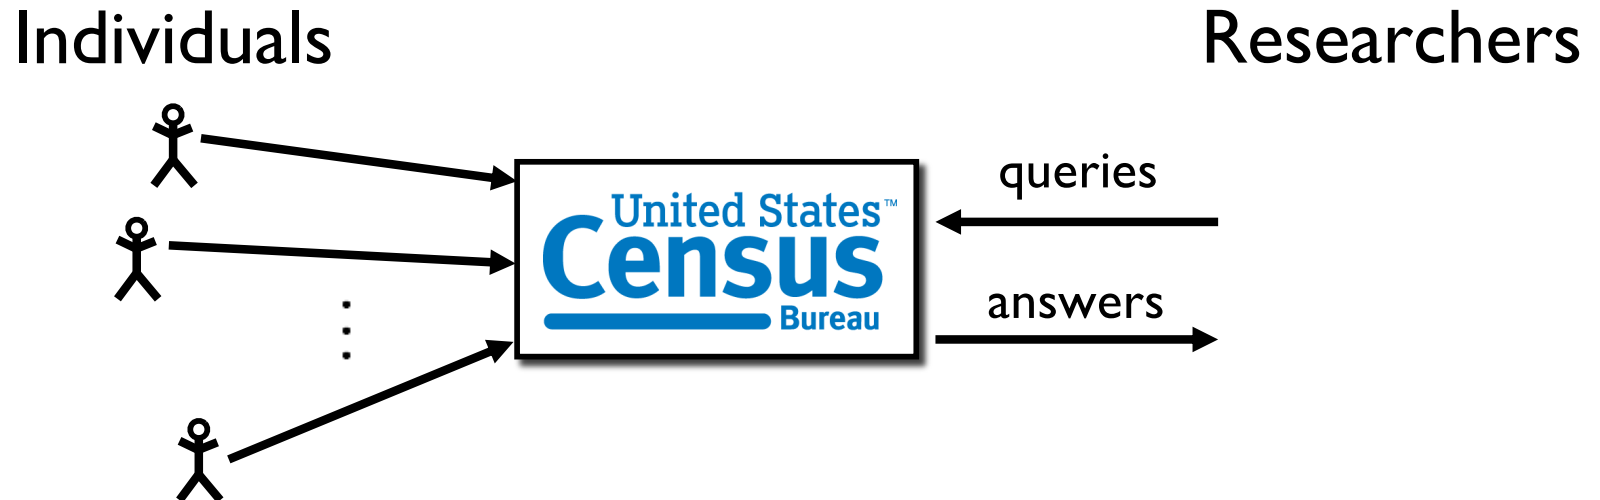 Individuals
Researchers
United States™
Census
Bureau
queries
answers